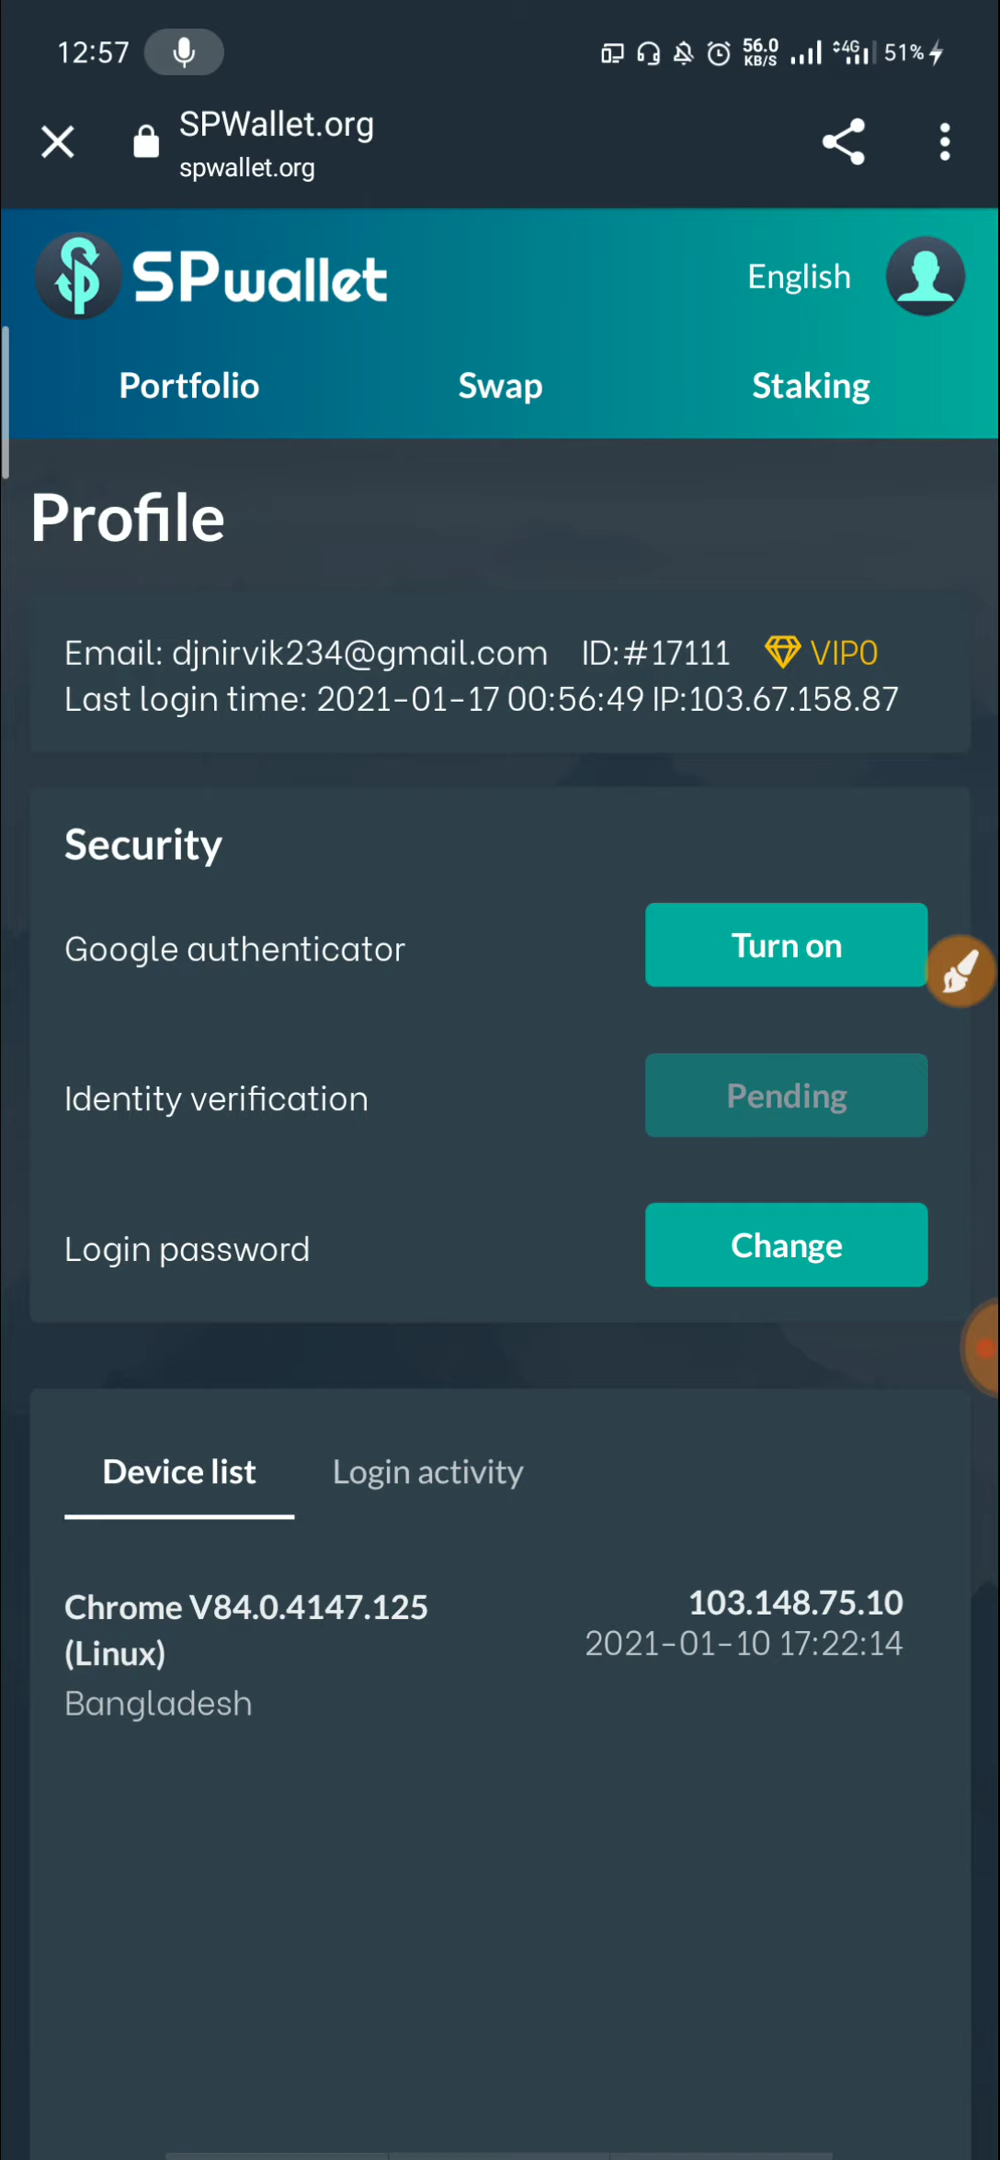 12:57
56.0
KB/S
4G
51%
SPWallet.org
spwallet.org
SPwallet
English
Portfolio
Swap
Staking
Profile
Email: djnirvik234@gmail.com ID:#17111 VIP0
Last login time: 2021-01-17 00:56:49 IP:103.67.158.87
Security
Google authenticator
Turn on
Identity verification
Pending
Login password
Change
Device list
Login activity
Chrome V84.0.4147.125
(Linux)
Bangladesh
103.148.75.10
2021-01-10 17:22:14